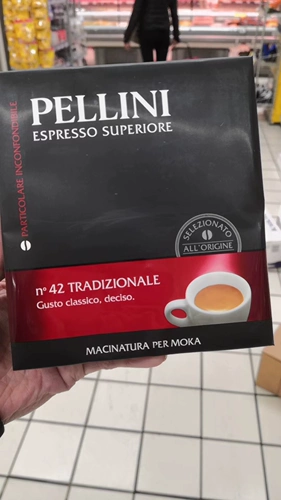 PELLINI
ESPRESSO SUPERIORE
PARTICOLARE INCONFONDIBILE
SELEZIONATO
ALL'ORIGINE
n° 42 TRADIZIONALE
Gusto classico, deciso.
MACINATURA PER MOKA